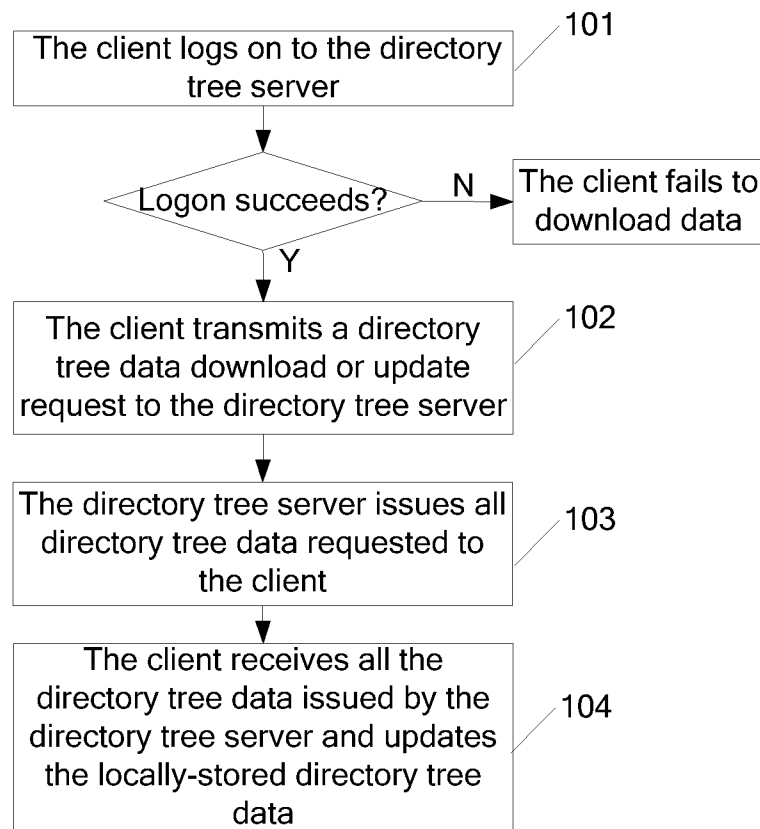 101
The client logs on to the directory
tree server
Logon succeeds?
N
The client fails to
download data
Y
102
The client transmits a directory
tree data download or update
request to the directory tree server
103
The directory tree server issues all
directory tree data requested to
the client
104
The client receives all the
directory tree data issued by the
directory tree server and updates
the locally-stored directory tree
data